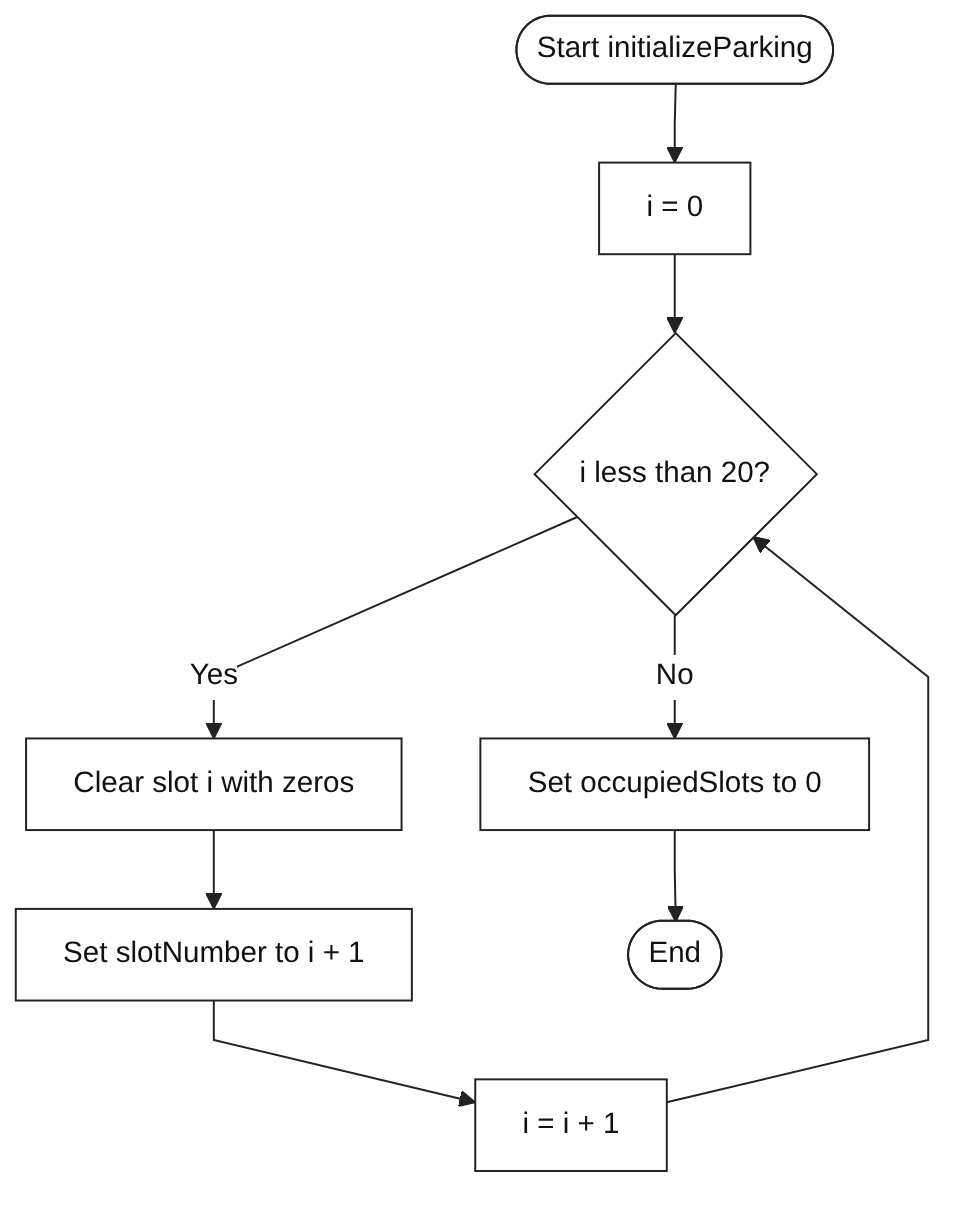 Start initializeParking
i = 0
i less than 20?
Yes
No
Clear slot i with zeros
Set occupiedSlots to 0
Set slotNumber to i + 1
End
i = i + 1